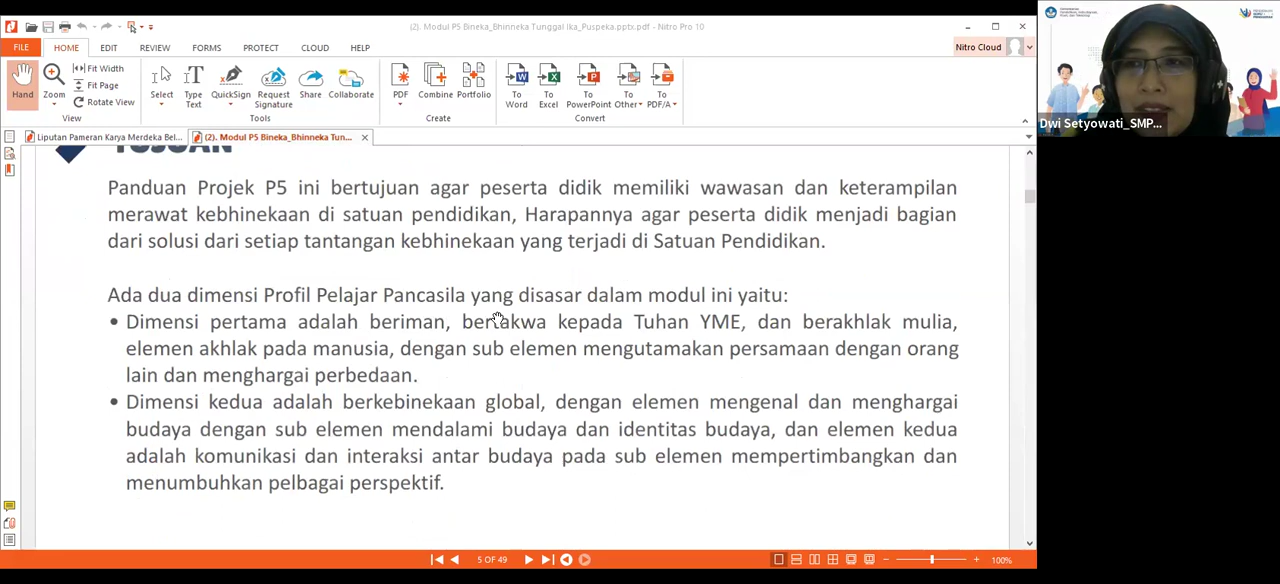 (2). Modul P5 Bineka_Bhinneka Tunggal Ika_Puspeka.pptx.pdf - Nitro Pro 10
FILE HOME EDIT REVIEW FORMS PROTECT CLOUD HELP
Nitro Cloud
Hand
Zoom
Fit Width
Fit Page
Rotate View
View
Select
Type Text
QuickSign
Request Signature
Share
Collaborate
Tools
PDF
Combine
Portfolio
Create
To Word
To Excel
To PowerPoint
To Other
To PDF/A
Convert
Liputan Pameran Karya Merdeka Bel...
(2). Modul P5 Bineka_Bhinneka Tung...
TUJUAN
Panduan Projek P5 ini bertujuan agar peserta didik memiliki wawasan dan keterampilan
merawat kebhinekaan di satuan pendidikan, Harapannya agar peserta didik menjadi bagian
dari solusi dari setiap tantangan kebhinekaan yang terjadi di Satuan Pendidikan.
Ada dua dimensi Profil Pelajar Pancasila yang disasar dalam modul ini yaitu:
• Dimensi pertama adalah beriman, bertakwa kepada Tuhan YME, dan berakhlak mulia,
elemen akhlak pada manusia, dengan sub elemen mengutamakan persamaan dengan orang
lain dan menghargai perbedaan.
• Dimensi kedua adalah berkebinekaan global, dengan elemen mengenal dan menghargai
budaya dengan sub elemen mendalami budaya dan identitas budaya, dan elemen kedua
adalah komunikasi dan interaksi antar budaya pada sub elemen mempertimbangkan dan
menumbuhkan pelbagai perspektif.
5 OF 49
100%
Dwi Setyowati_SMP...